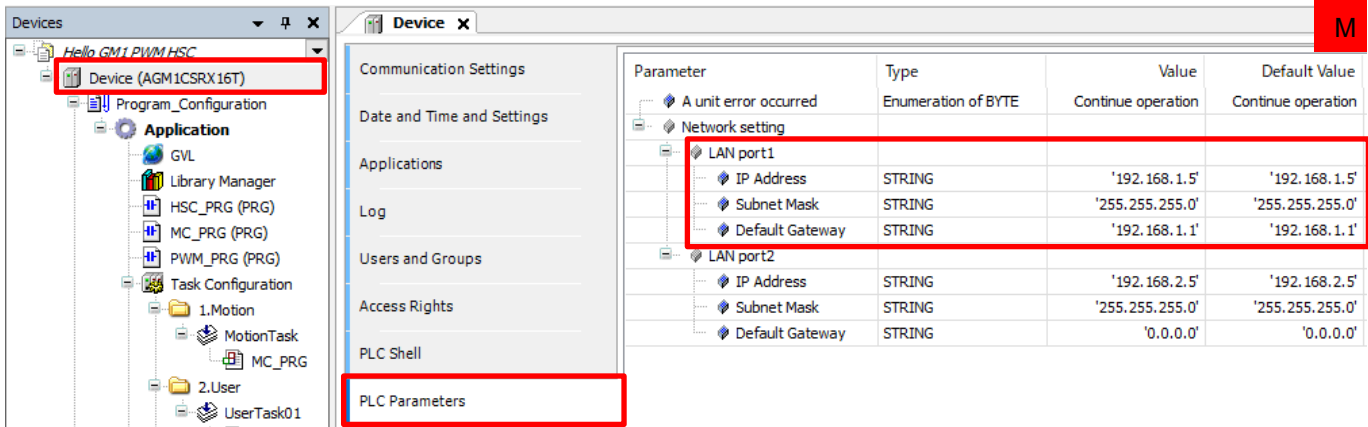 Devices
Hello GM1 PWM HSC
Device (AGM1CSRX16T)
Program_Configuration
Application
GVL
Library Manager
HSC_PRG (PRG)
MC_PRG (PRG)
PWM_PRG (PRG)
Task Configuration
1.Motion
MotionTask
MC_PRG
2.User
UserTask01
Device
M
Communication Settings
Date and Time and Settings
Applications
Log
Users and Groups
Access Rights
PLC Shell
PLC Parameters
Parameter Type Value Default Value
A unit error occurred Enumeration of BYTE Continue operation Continue operation
Network setting
LAN port1
IP Address STRING '192.168.1.5' '192.168.1.5'
Subnet Mask STRING '255.255.255.0' '255.255.255.0'
Default Gateway STRING '192.168.1.1' '192.168.1.1'
LAN port2
IP Address STRING '192.168.2.5' '192.168.2.5'
Subnet Mask STRING '255.255.255.0' '255.255.255.0'
Default Gateway STRING '0.0.0.0' '0.0.0.0'